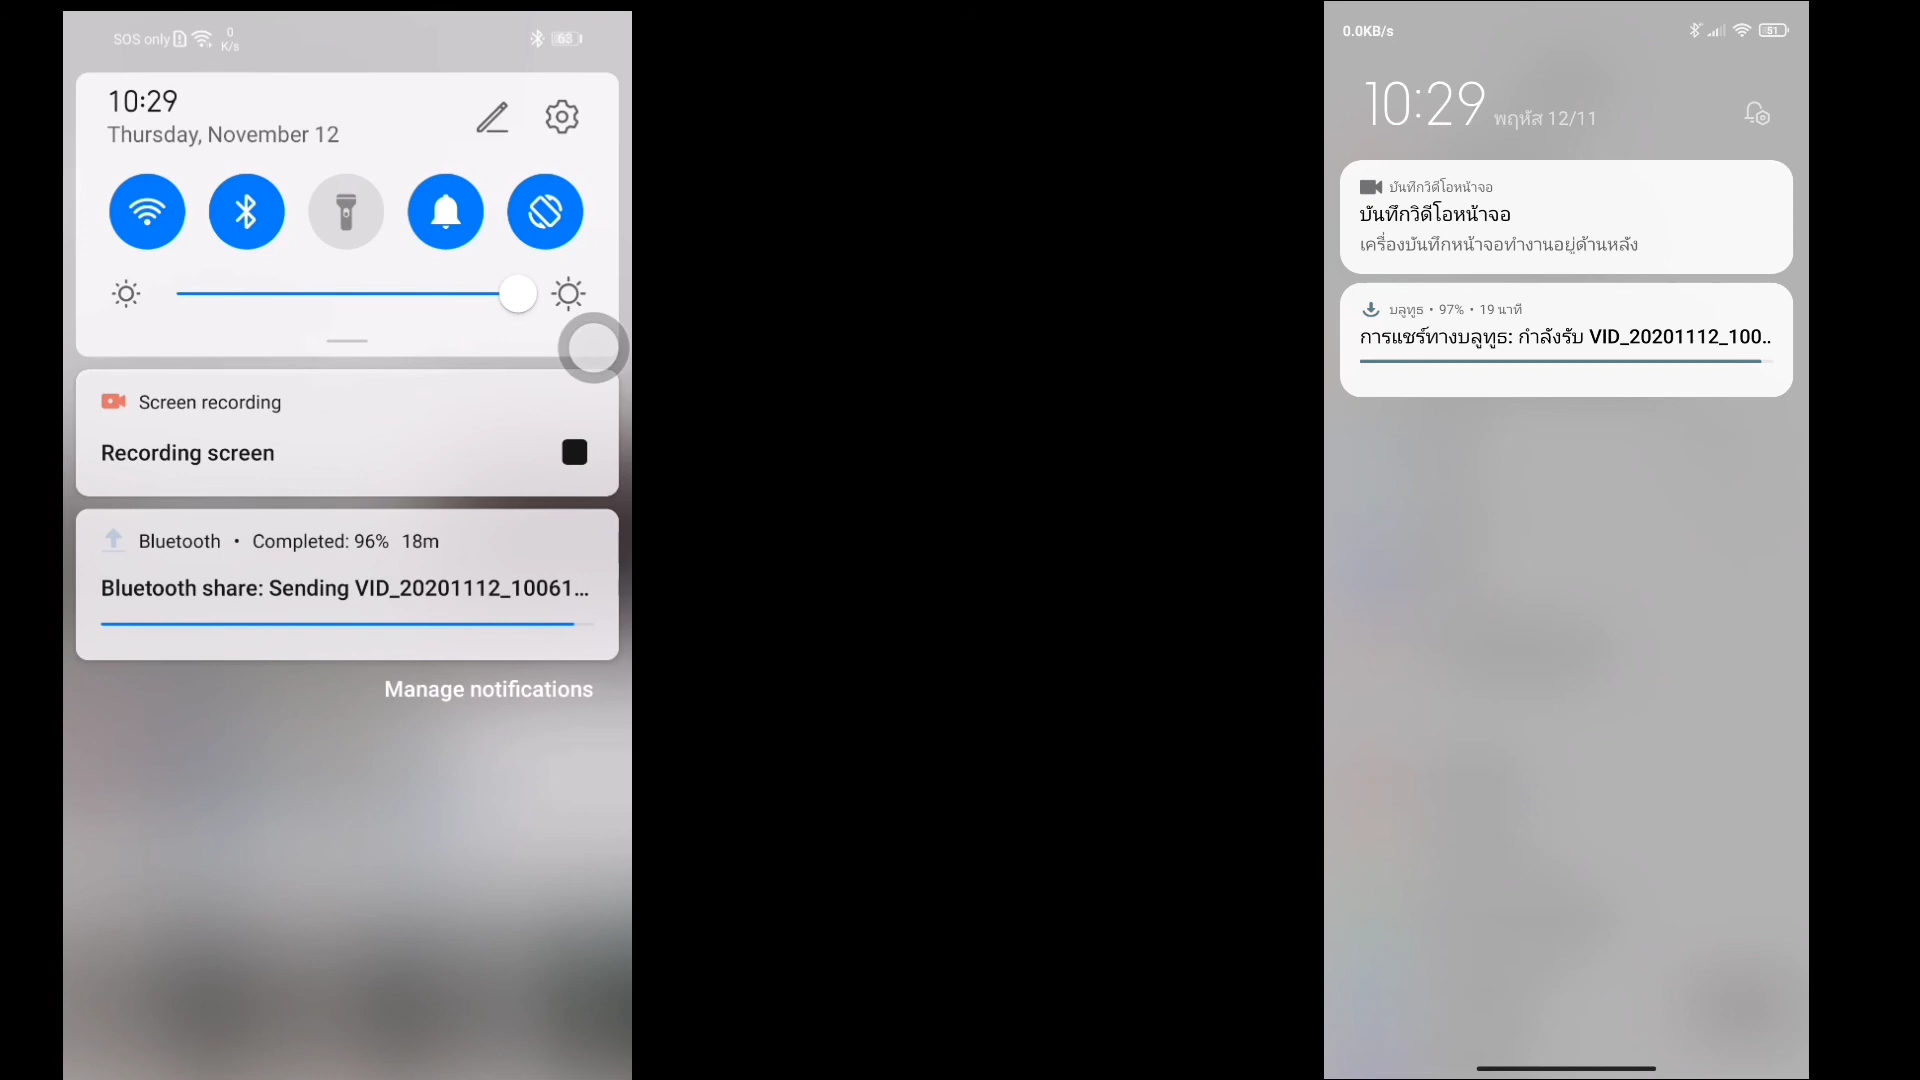 SOS only
0
K/s
63
10:29
Thursday, November 12
Screen recording
Recording screen
Bluetooth • Completed: 96% 18m
Bluetooth share: Sending VID_20201112_10061...
Manage notifications
0.0KB/s
51
10:29 พฤหัส 12/11
บันทึกวิดีโอหน้าจอ
บันทึกวิดีโอหน้าจอ
เครื่องบันทึกหน้าจอทำงานอยู่ด้านหลัง
บลูทูธ • 97% • 19 นาที
การแชร์ทางบลูทูธ: กำลังรับ VID_20201112_100..